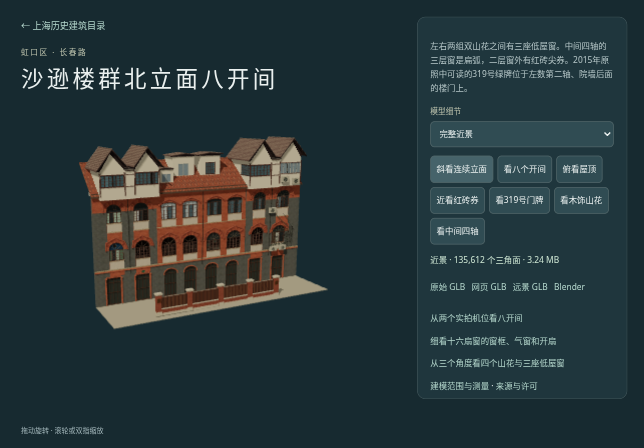 ← 上海历史建筑目录
虹口区 · 长春路
沙逊楼群北立面八开间
左右两组双山花之间有三座低屋窗。中间四轴的
三层窗是扁弧，二层窗外有红砖尖券。2015年原
照中可读的319号绿牌位于左数第二轴、院墙后面
的楼门上。
模型细节
完整近景
斜看连续立面
看八个开间
俯看屋顶
近看红砖券
看319号门牌
看木饰山花
看中间四轴
近景 · 135,612 个三角面 · 3.24 MB
原始 GLB 网页 GLB 远景 GLB Blender
从两个实拍机位看八开间
细看十六扇窗的窗框、气窗和开扇
从三个角度看四个山花与三座低屋窗
建模范围与测量 · 来源与许可
拖动旋转 · 滚轮或双指缩放